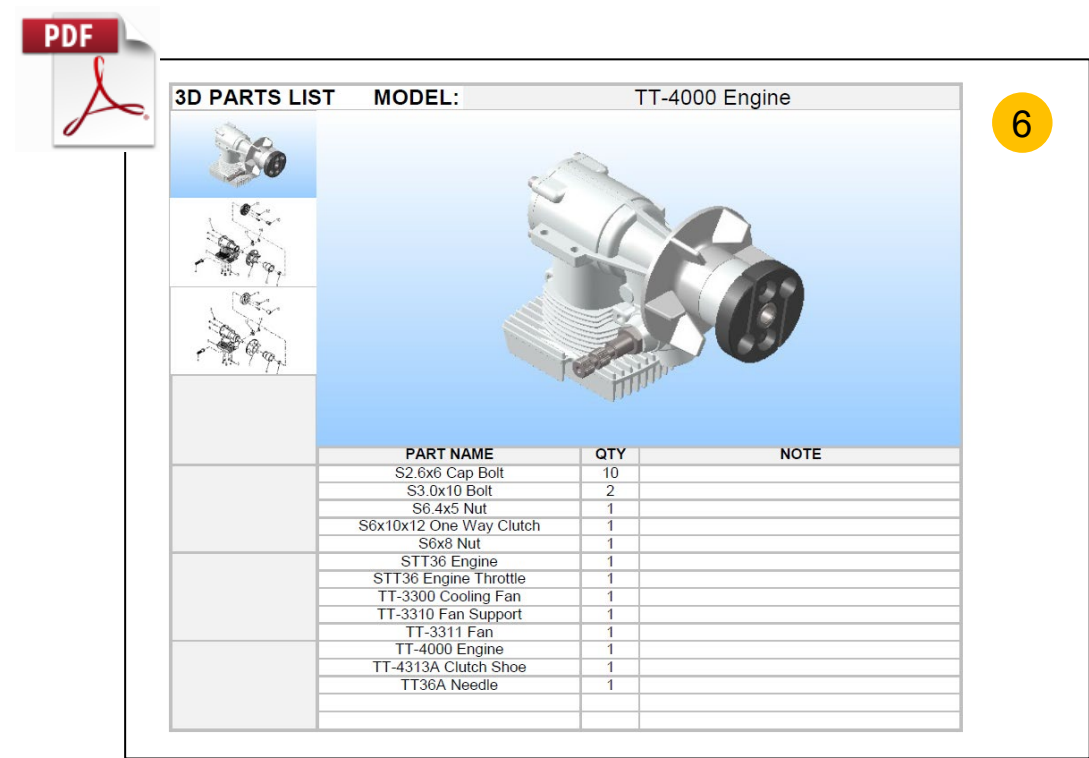 PDF
3D PARTS LIST MODEL: TT-4000 Engine
6
PART NAME QTY NOTE
S2.6x6 Cap Bolt 10
S3.0x10 Bolt 2
S6.4x5 Nut 1
S6x10x12 One Way Clutch 1
S6x8 Nut 1
STT36 Engine 1
STT36 Engine Throttle 1
TT-3300 Cooling Fan 1
TT-3310 Fan Support 1
TT-3311 Fan 1
TT-4000 Engine 1
TT-4313A Clutch Shoe 1
TT36A Needle 1